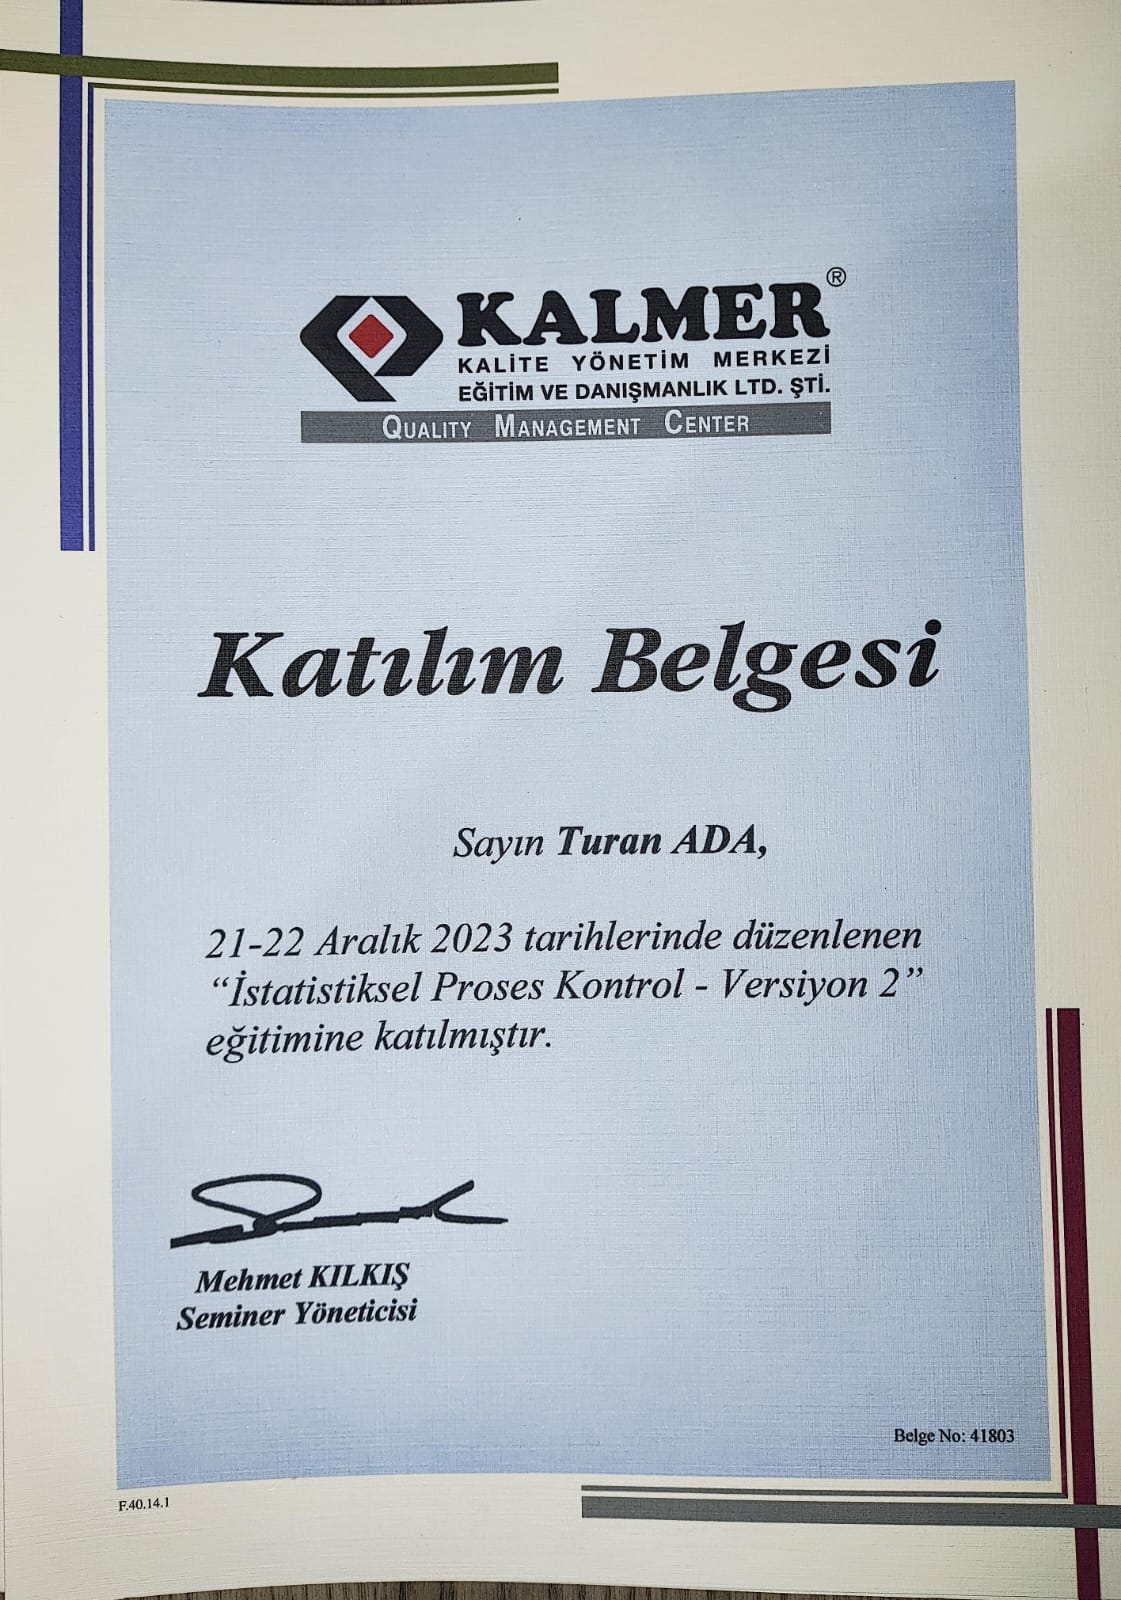 KALMER®
KALİTE YÖNETİM MERKEZİ
EĞİTİM VE DANIŞMANLIK LTD. ŞTİ.
QUALITY MANAGEMENT CENTER
Katılım Belgesi
Sayın Turan ADA,
21-22 Aralık 2023 tarihlerinde düzenlenen
“İstatistiksel Proses Kontrol - Versiyon 2”
eğitimine katılmıştır.
Mehmet KILKIŞ
Seminer Yöneticisi
Belge No: 41803
F.40.14.1